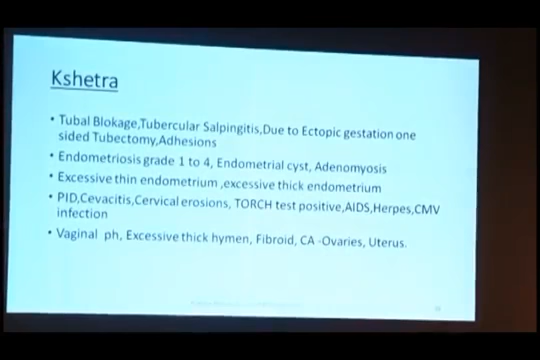 Kshetra
• Tubal Blokage,Tubercular Salpingitis,Due to Ectopic gestation one
sided Tubectomy,Adhesions
• Endometriosis grade 1 to 4, Endometrial cyst, Adenomyosis
• Excessive thin endometrium ,excessive thick endometrium
• PID,Cevacitis,Cervical erosions, TORCH test positive,AIDS,Herpes,CMV
infection
• Vaginal ph, Excessive thick hymen, Fibroid, CA -Ovaries, Uterus.